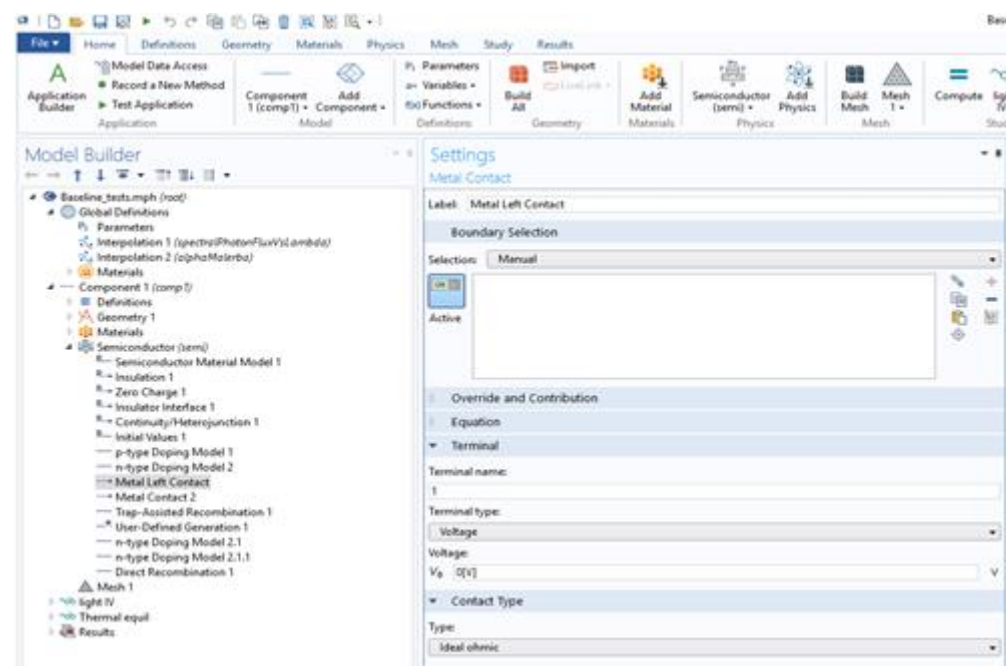 Bas
File
Home Definitions Geometry Materials Physics Mesh Study Results
Application Builder
Model Data Access
Record a New Method
Test Application
Application
Component 1 (comp1)
Add Component
Model
Pi Parameters
a= Variables
f(x) Functions
Definitions
Build All
Import
LiveLink
Geometry
Add Material
Materials
Semiconductor (semi)
Add Physics
Physics
Build Mesh
Mesh 1
Mesh
Compute
Model Builder
Baseline_tests.mph (root)
Global Definitions
Pi Parameters
Interpolation 1 (spectralPhotonFluxVsLambda)
Interpolation 2 (alphaMalerba)
Materials
Component 1 (comp1)
Definitions
Geometry 1
Materials
Semiconductor (semi)
Semiconductor Material Model 1
Insulation 1
Zero Charge 1
Insulator Interface 1
Continuity/Heterojunction 1
Initial Values 1
p-type Doping Model 1
n-type Doping Model 2
Metal Left Contact
Metal Contact 2
Trap-Assisted Recombination 1
User-Defined Generation 1
n-type Doping Model 2.1
n-type Doping Model 2.1.1
Direct Recombination 1
Mesh 1
light IV
Thermal equil
Results
Settings
Metal Contact
Label: Metal Left Contact
Boundary Selection
Selection: Manual
Active
Override and Contribution
Equation
Terminal
Terminal name:
1
Terminal type:
Voltage
Voltage:
V₀ 0[V] V
Contact Type
Type:
Ideal ohmic